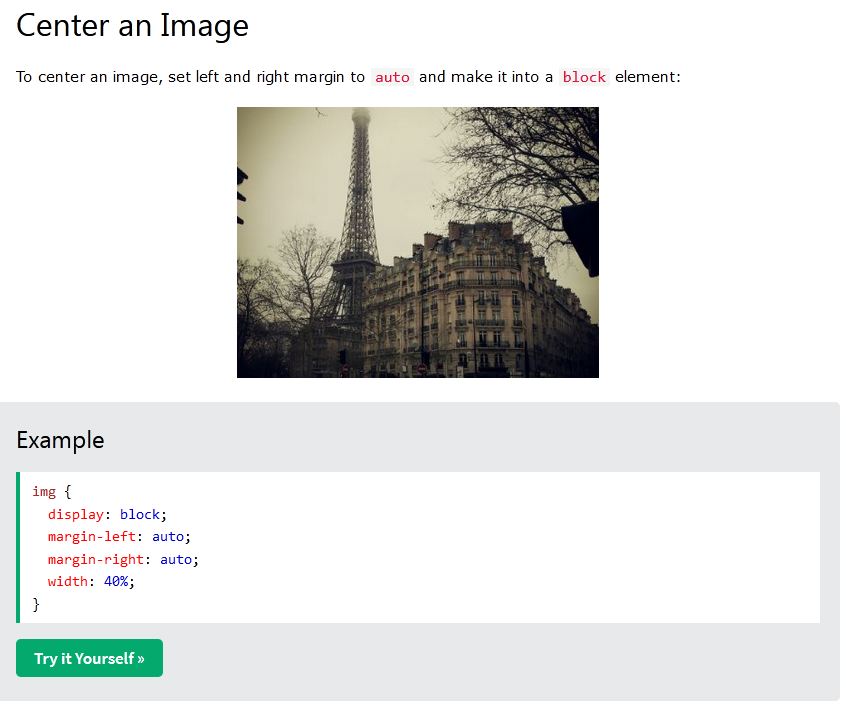 Center an Image
To center an image, set left and right margin to auto and make it into a block element:
Example
img {
  display: block;
  margin-left: auto;
  margin-right: auto;
  width: 40%;
}
Try it Yourself »